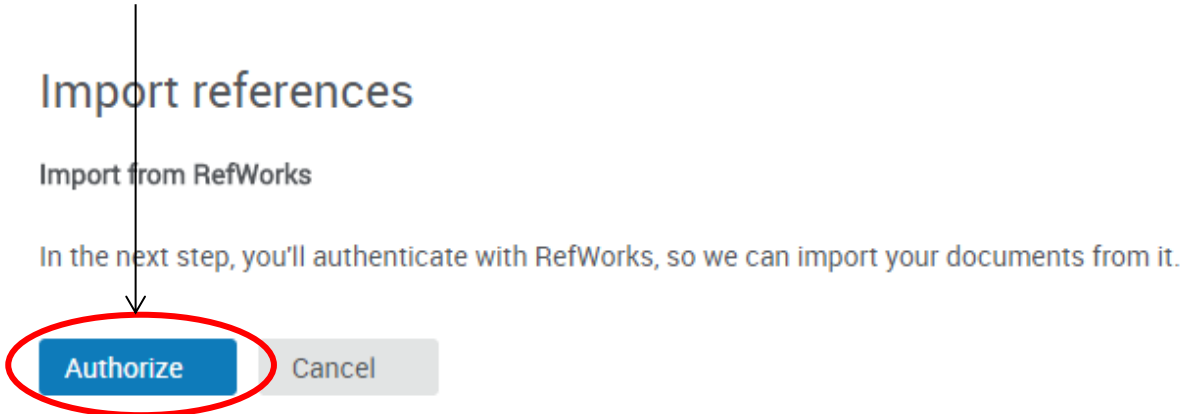 Import references
Import from RefWorks
In the next step, you'll authenticate with RefWorks, so we can import your documents from it.
Authorize
Cancel